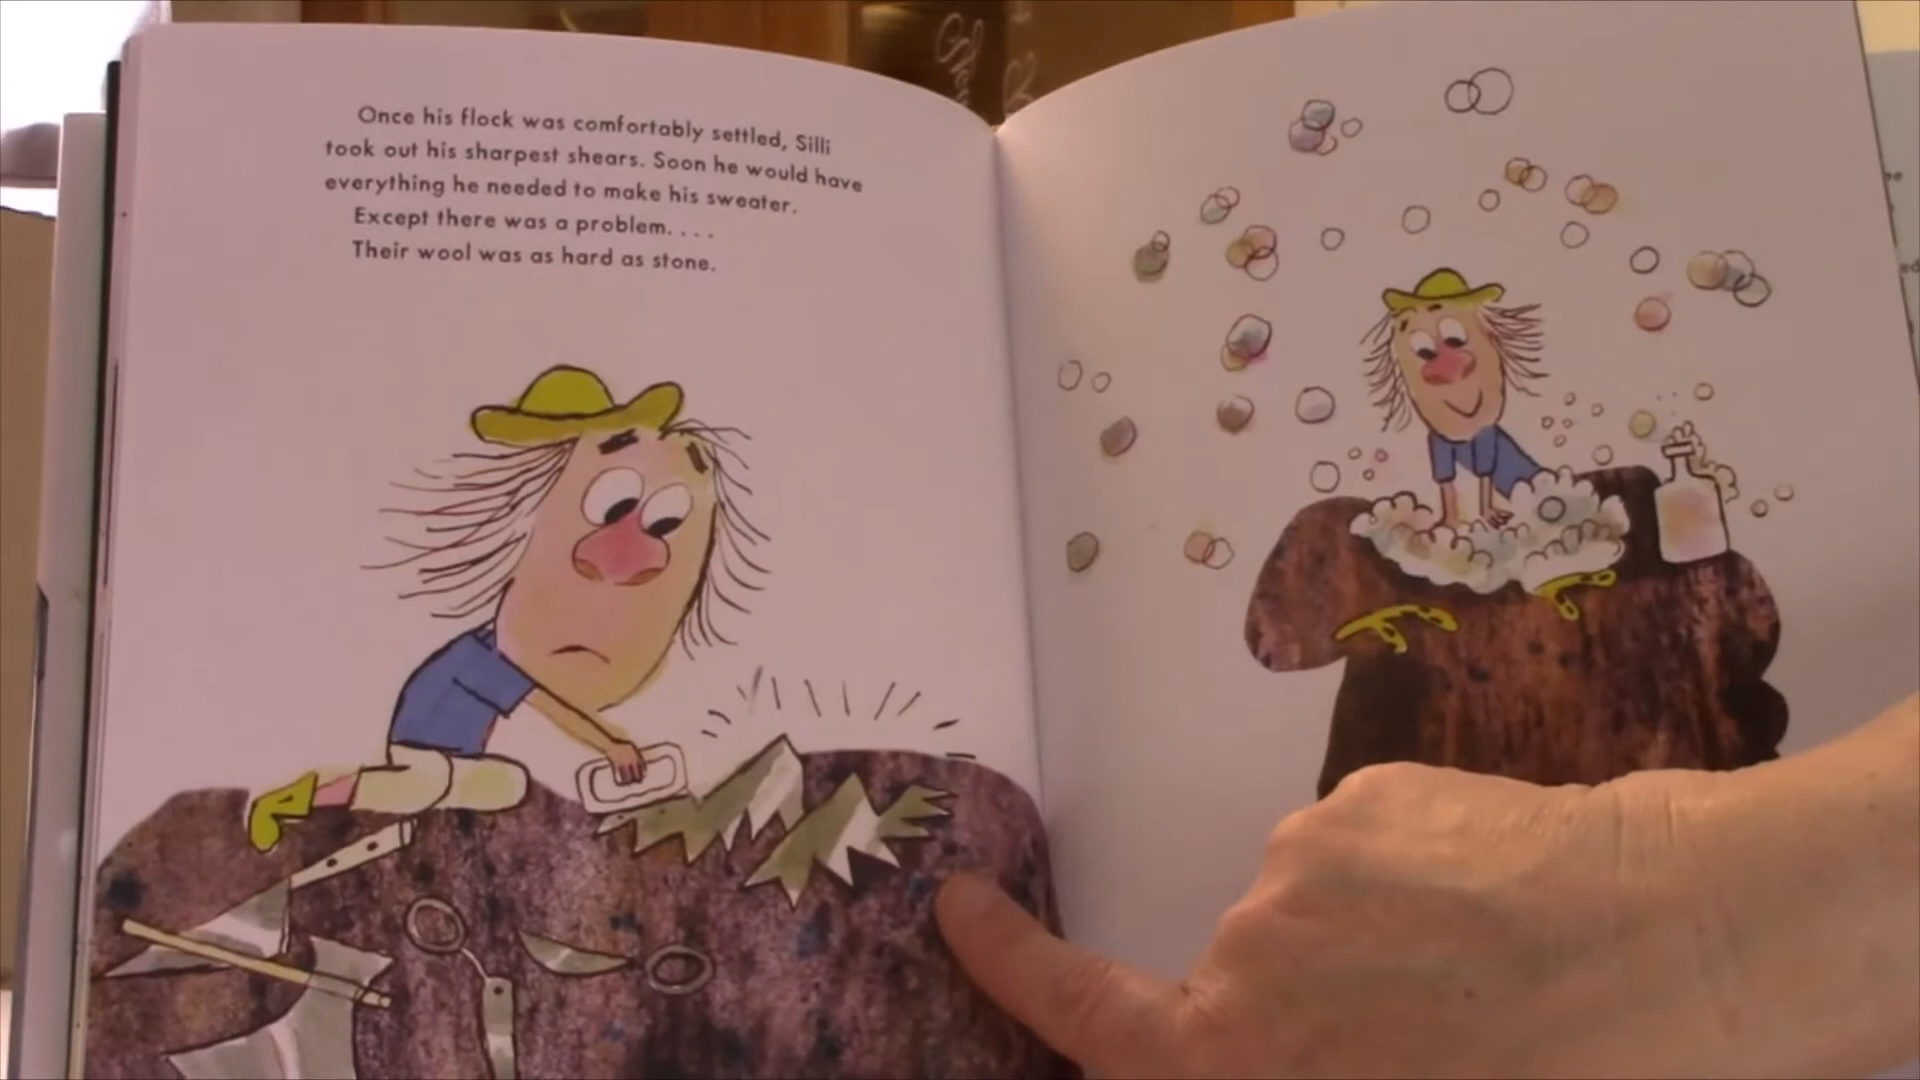 Once his flock was comfortably settled, Silli
took out his sharpest shears. Soon he would have
everything he needed to make his sweater.
Except there was a problem. . . .
Their wool was as hard as stone.